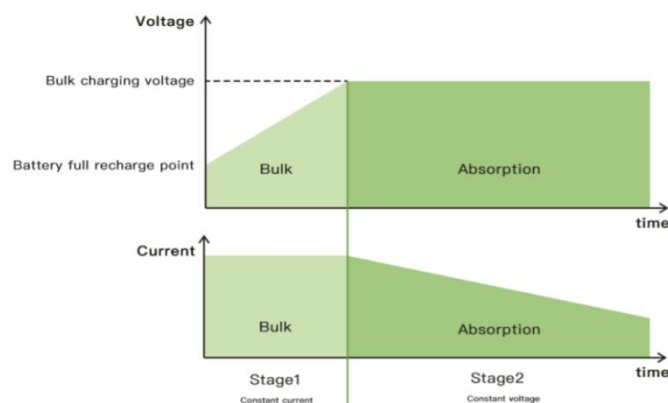 Voltage
Bulk charging voltage
Battery full recharge point
Bulk
Absorption
time
Current
Bulk
Absorption
time
Stage1
Stage2
Constant current
Constant voltage